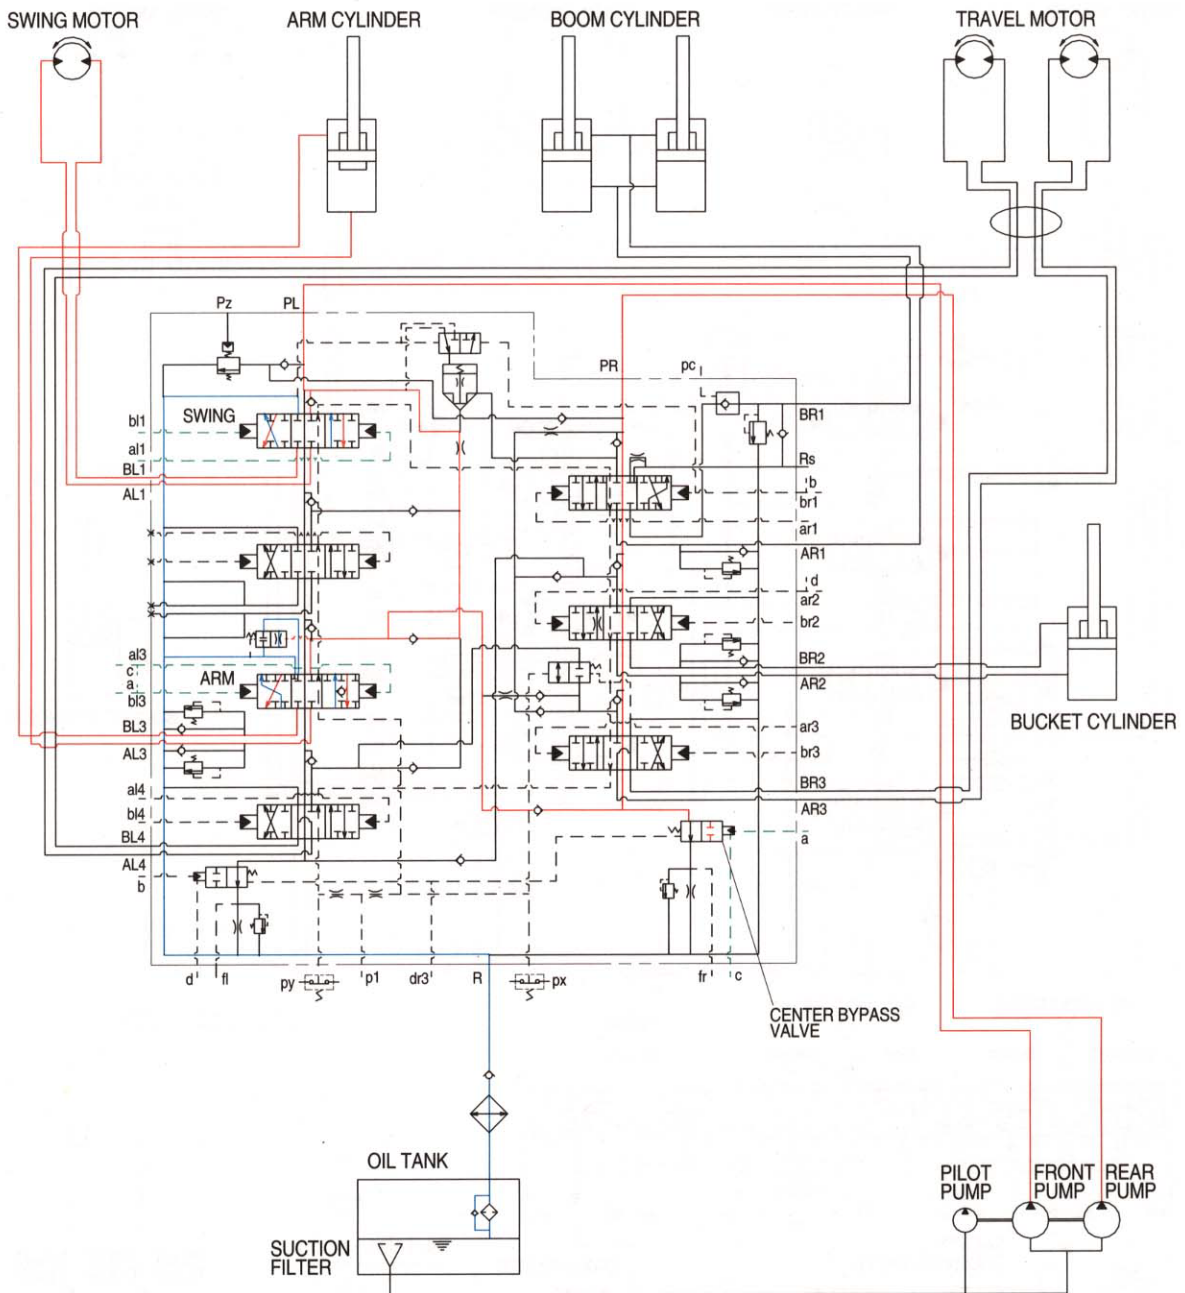 SWING MOTOR
ARM CYLINDER
BOOM CYLINDER
TRAVEL MOTOR
Pz
PL
PR
pc
SWING
bl1
al1
BL1
AL1
BR1
Rs
b
br1
ar1
AR1
d
ar2
br2
BR2
AR2
al3
c
a
bl3
ARM
BL3
AL3
al4
bl4
BL4
AL4
b
ar3
br3
BR3
AR3
a
BUCKET CYLINDER
d
fl
py
p1
dr3
R
px
fr
c
CENTER BYPASS
VALVE
OIL TANK
SUCTION
FILTER
PILOT
PUMP
FRONT
PUMP
REAR
PUMP